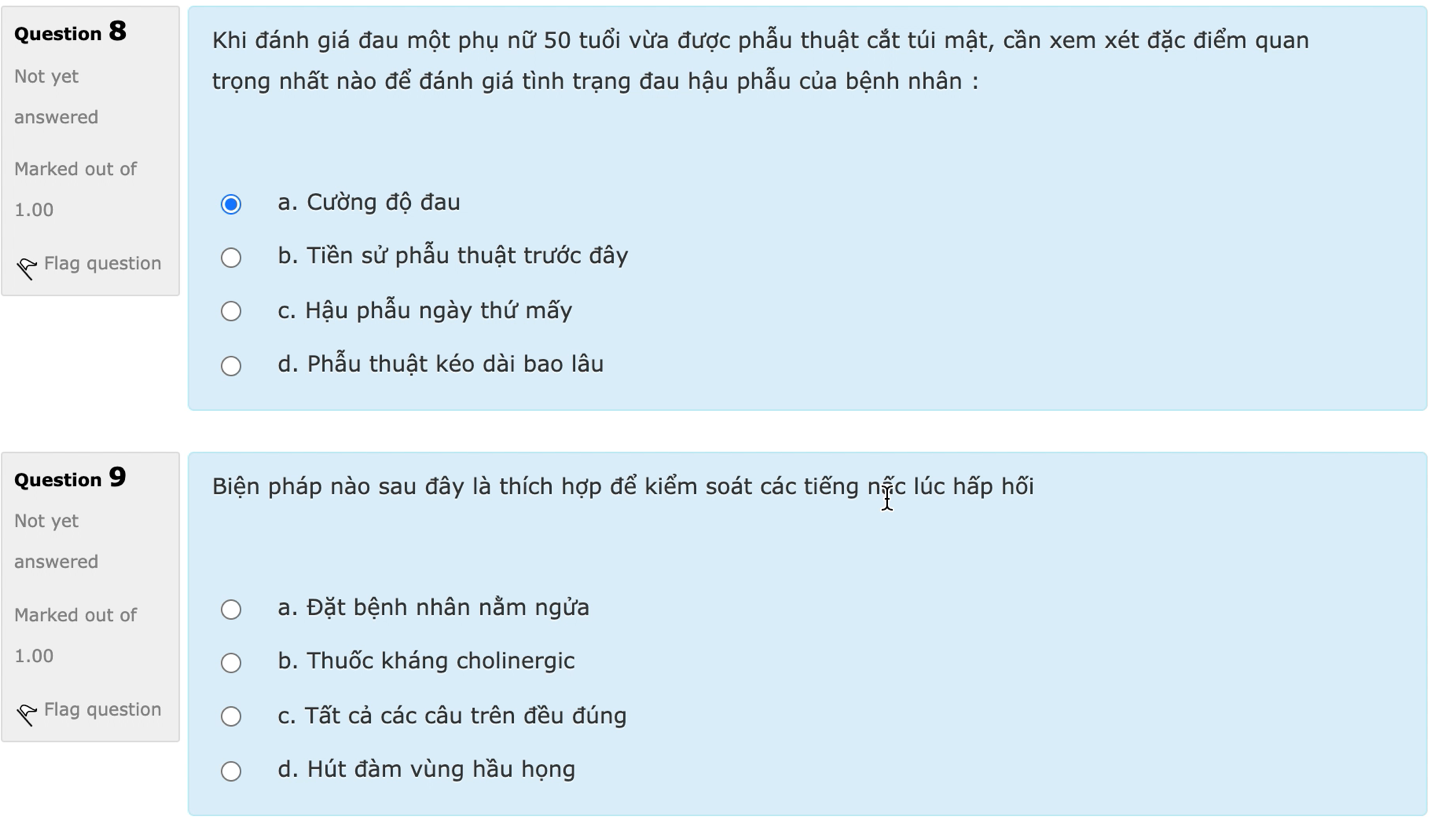 Question 8
Not yet
answered
Marked out of
1.00
Flag question
Khi đánh giá đau một phụ nữ 50 tuổi vừa được phẫu thuật cắt túi mật, cần xem xét đặc điểm quan
trọng nhất nào để đánh giá tình trạng đau hậu phẫu của bệnh nhân :
a. Cường độ đau
b. Tiền sử phẫu thuật trước đây
c. Hậu phẫu ngày thứ mấy
d. Phẫu thuật kéo dài bao lâu
Question 9
Not yet
answered
Marked out of
1.00
Flag question
Biện pháp nào sau đây là thích hợp để kiểm soát các tiếng nấc lúc hấp hối
a. Đặt bệnh nhân nằm ngửa
b. Thuốc kháng cholinergic
c. Tất cả các câu trên đều đúng
d. Hút đàm vùng hầu họng